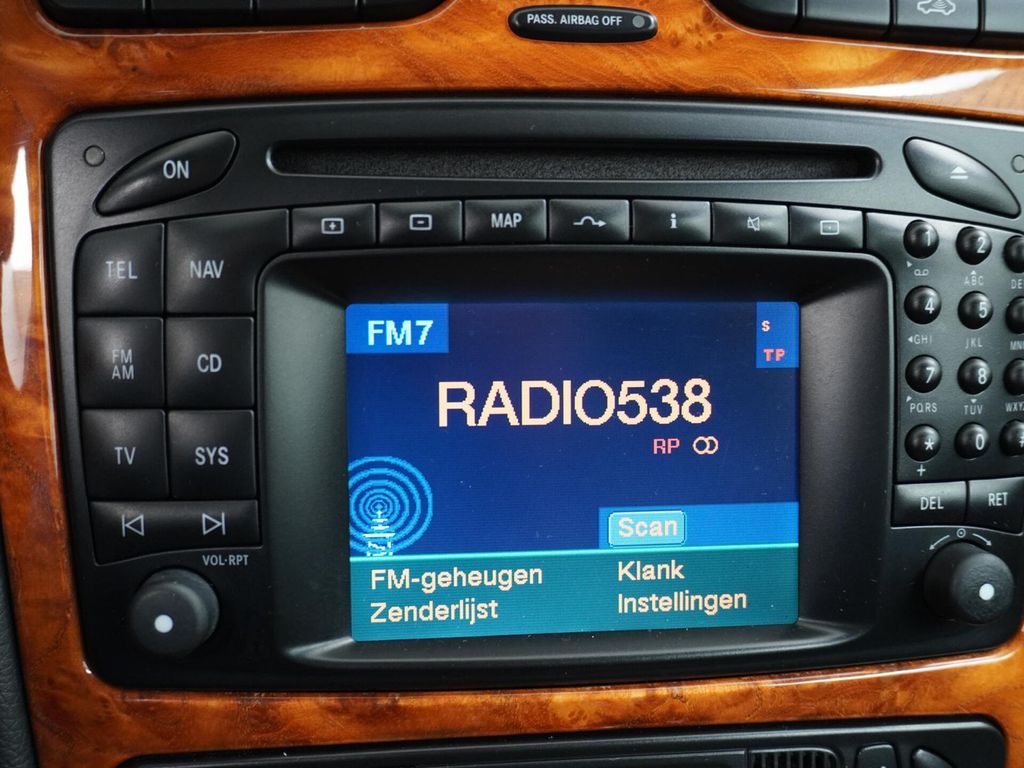 PASS. AIRBAG OFF
ON
MAP
i
TEL
NAV
FM
AM
CD
TV
SYS
VOL·RPT
FM7
S
TP
RADIO538
RP
Scan
FM-geheugen
Klank
Zenderlijst
Instellingen
1
2
ABC
4
5
GHI
JKL
7
8
PQRS
TUV
WXYZ
*
0
+
DEL
RET